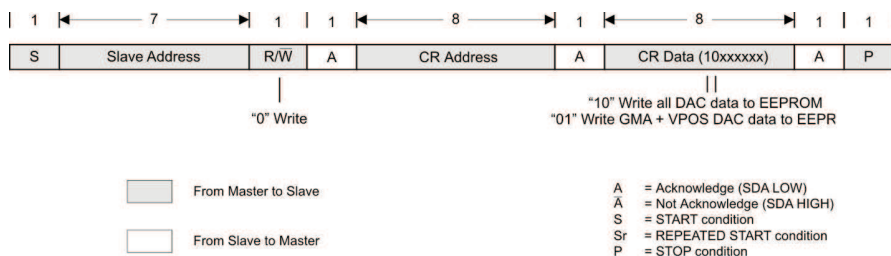 1 7 1 1 8 1 8 1 1
S Slave Address R/W̅ A CR Address A CR Data (10xxxxxx) A P
"10" Write all DAC data to EEPROM
"0" Write "01" Write GMA + VPOS DAC data to EEPR
From Master to Slave
From Slave to Master
A = Acknowledge (SDA LOW)
A̅ = Not Acknowledge (SDA HIGH)
S = START condition
Sr = REPEATED START condition
P = STOP condition